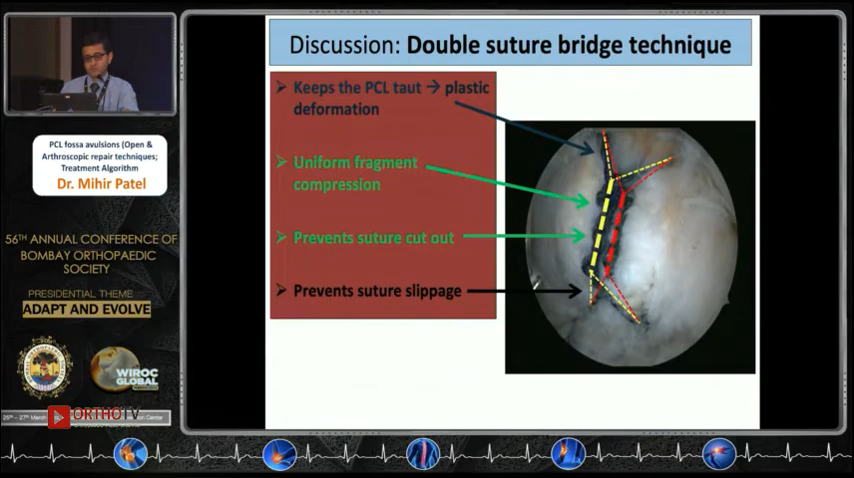 Discussion: Double suture bridge technique
Keeps the PCL taut → plastic
deformation
Uniform fragment
compression
Prevents suture cut out
Prevents suture slippage
PCL fossa avulsions (Open &
Arthroscopic repair techniques;
Treatment Algorithm
Dr. Mihir Patel
56TH ANNUAL CONFERENCE OF
BOMBAY ORTHOPAEDIC
SOCIETY
PRESIDENTIAL THEME
ADAPT AND EVOLVE
WIROC
GLOBAL
ORTHOTV